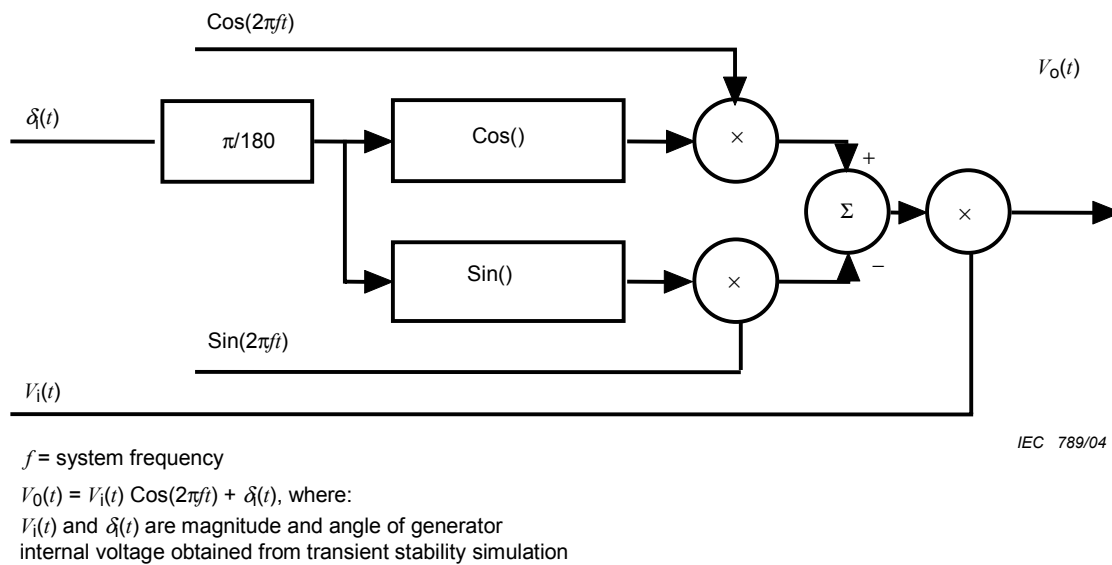 Cos(2πft)
V₀(t)
δᵢ(t)
π/180
Cos()
×
+
Σ
×
Sin()
×
−
Sin(2πft)
Vᵢ(t)
IEC 789/04
f = system frequency
V₀(t) = Vᵢ(t) Cos(2πft) + δᵢ(t), where:
Vᵢ(t) and δᵢ(t) are magnitude and angle of generator
internal voltage obtained from transient stability simulation